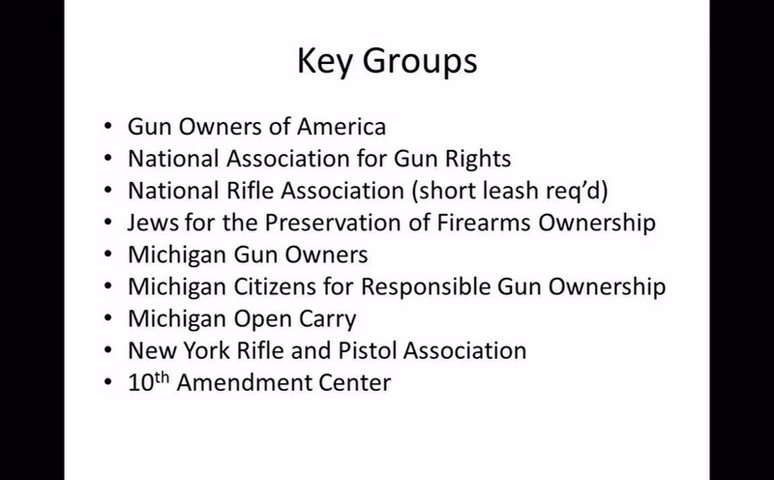 Key Groups
• Gun Owners of America
• National Association for Gun Rights
• National Rifle Association (short leash req’d)
• Jews for the Preservation of Firearms Ownership
• Michigan Gun Owners
• Michigan Citizens for Responsible Gun Ownership
• Michigan Open Carry
• New York Rifle and Pistol Association
• 10th Amendment Center